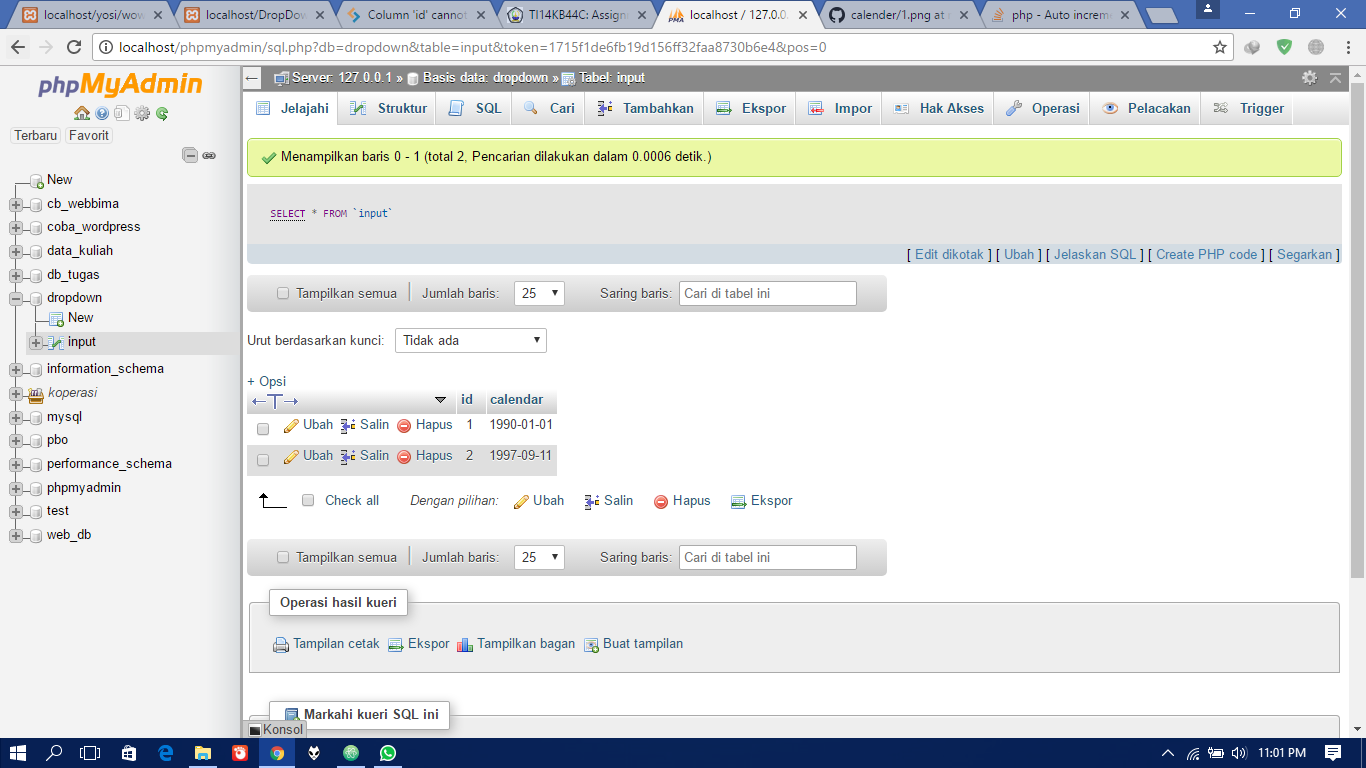 localhost/yosi/wow
localhost/DropDow
Column 'id' cannot
TI14KB44C: Assign
localhost / 127.0.0.
calender/1.png at
php - Auto increm
localhost/phpmyadmin/sql.php?db=dropdown&table=input&token=1715f1de6fb19d156ff32faa8730b6e4&pos=0
phpMyAdmin
Terbaru Favorit
New
cb_webbima
coba_wordpress
data_kuliah
db_tugas
dropdown
New
input
information_schema
koperasi
mysql
pbo
performance_schema
phpmyadmin
test
web_db
Server: 127.0.0.1 » Basis data: dropdown » Tabel: input
Jelajahi Struktur SQL Cari Tambahkan Ekspor Impor Hak Akses Operasi Pelacakan Trigger
Menampilkan baris 0 - 1 (total 2, Pencarian dilakukan dalam 0.0006 detik.)
SELECT * FROM `input`
[ Edit dikotak ] [ Ubah ] [ Jelaskan SQL ] [ Create PHP code ] [ Segarkan ]
Tampilkan semua Jumlah baris: 25 Saring baris: Cari di tabel ini
Urut berdasarkan kunci: Tidak ada
+ Opsi
←T→ id calendar
Ubah Salin Hapus 1 1990-01-01
Ubah Salin Hapus 2 1997-09-11
Check all Dengan pilihan: Ubah Salin Hapus Ekspor
Tampilkan semua Jumlah baris: 25 Saring baris: Cari di tabel ini
Operasi hasil kueri
Tampilan cetak Ekspor Tampilkan bagan Buat tampilan
Markahi kueri SQL ini
Konsol
11:01 PM